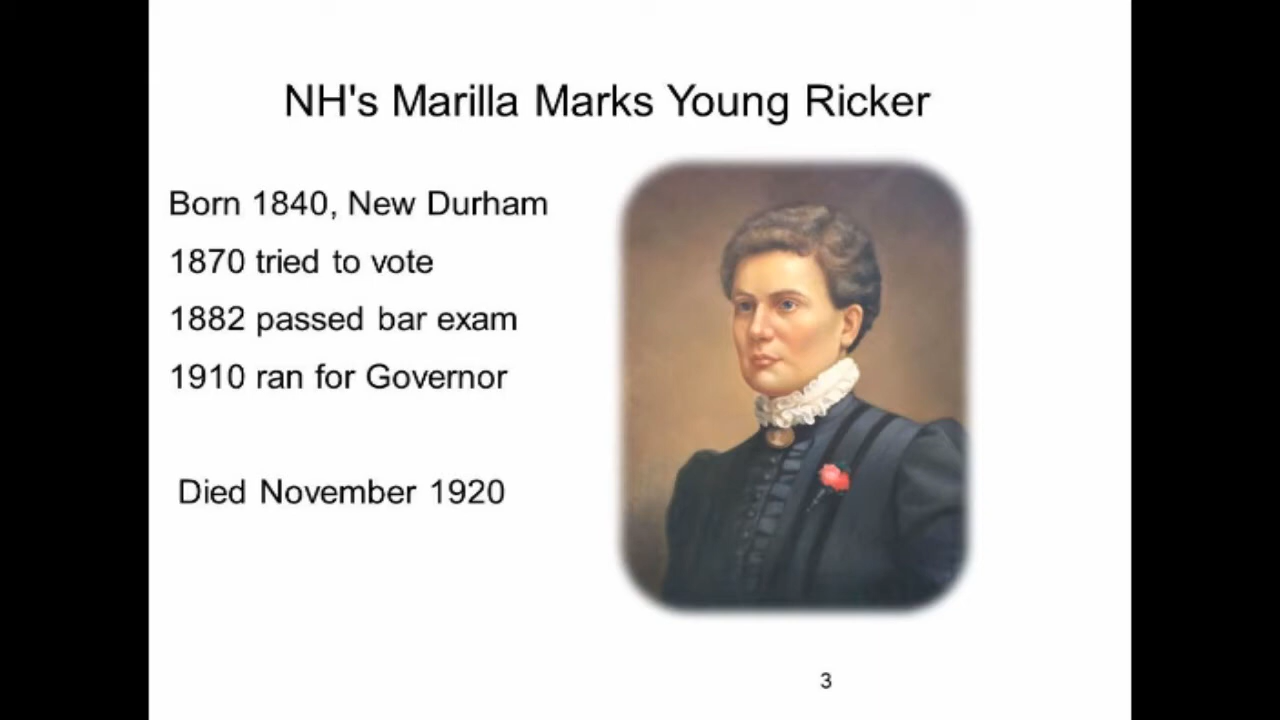 NH's Marilla Marks Young Ricker
Born 1840, New Durham
1870 tried to vote
1882 passed bar exam
1910 ran for Governor
Died November 1920
3